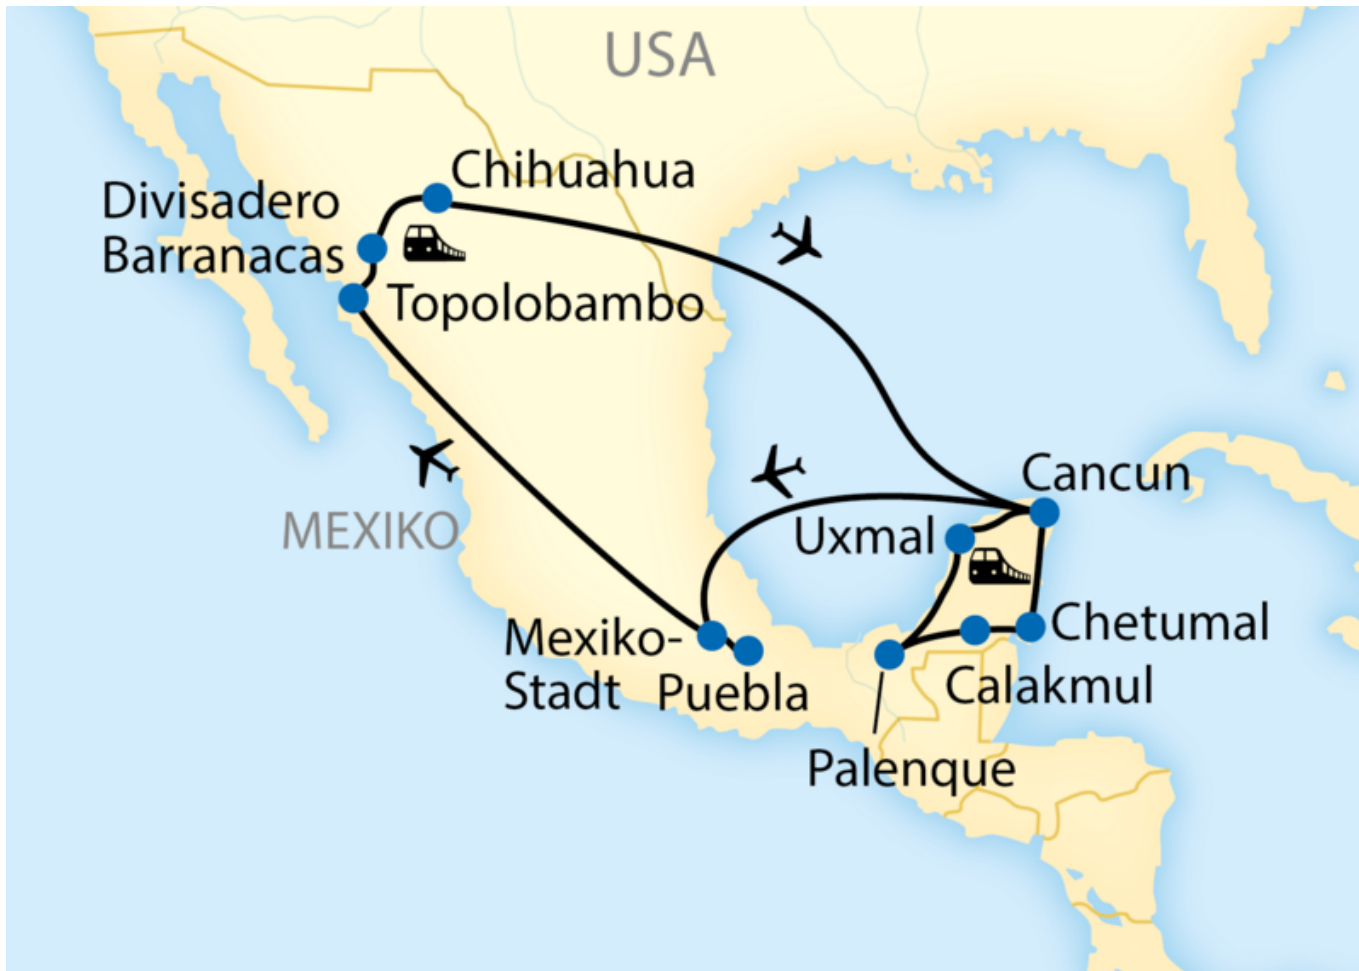 USA
Chihuahua
Divisadero
Barranacas
Topolobambo
MEXIKO
Cancun
Uxmal
Mexiko-
Stadt
Puebla
Chetumal
Calakmul
Palenque